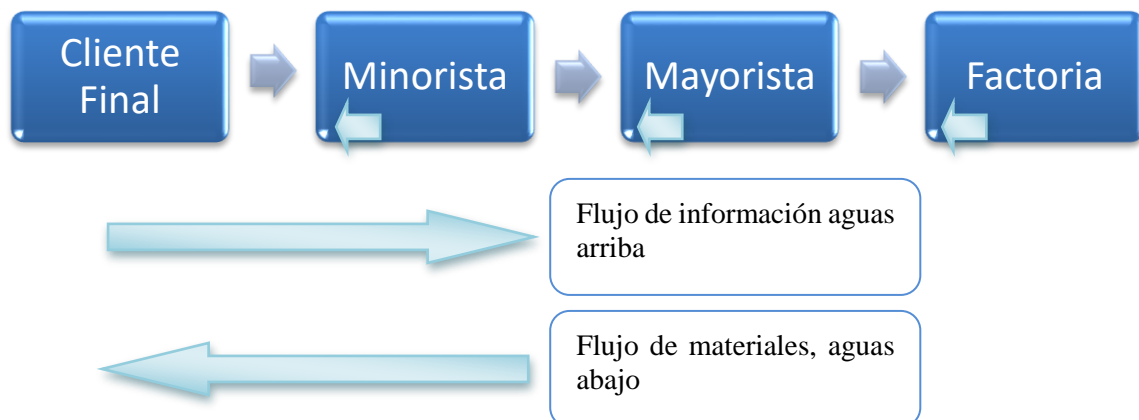 Cliente
Final
Minorista
Mayorista
Factoria
Flujo de información aguas
arriba
Flujo de materiales, aguas
abajo